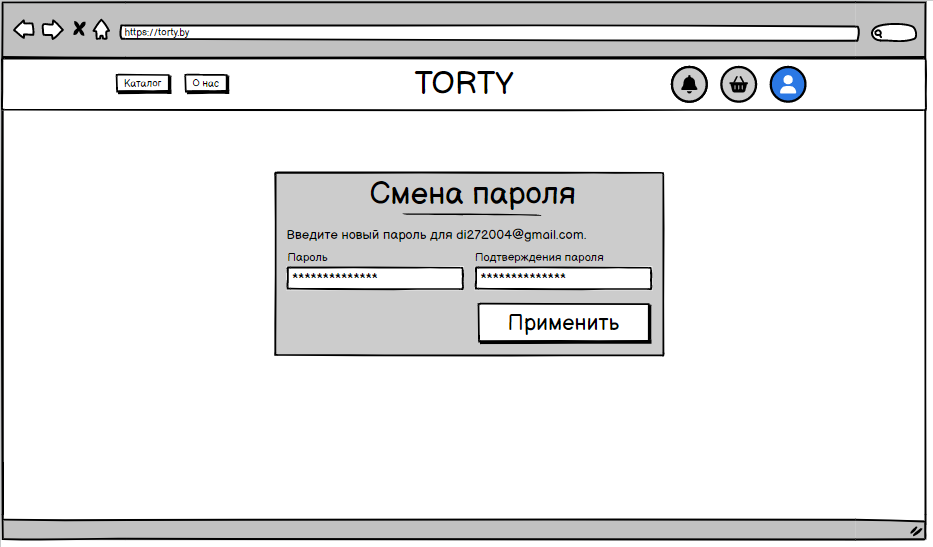 https://torty.by
Каталог О нас TORTY
Смена пароля
Введите новый пароль для di272004@gmail.com.
Пароль Подтверждения пароля
************** **************
Применить